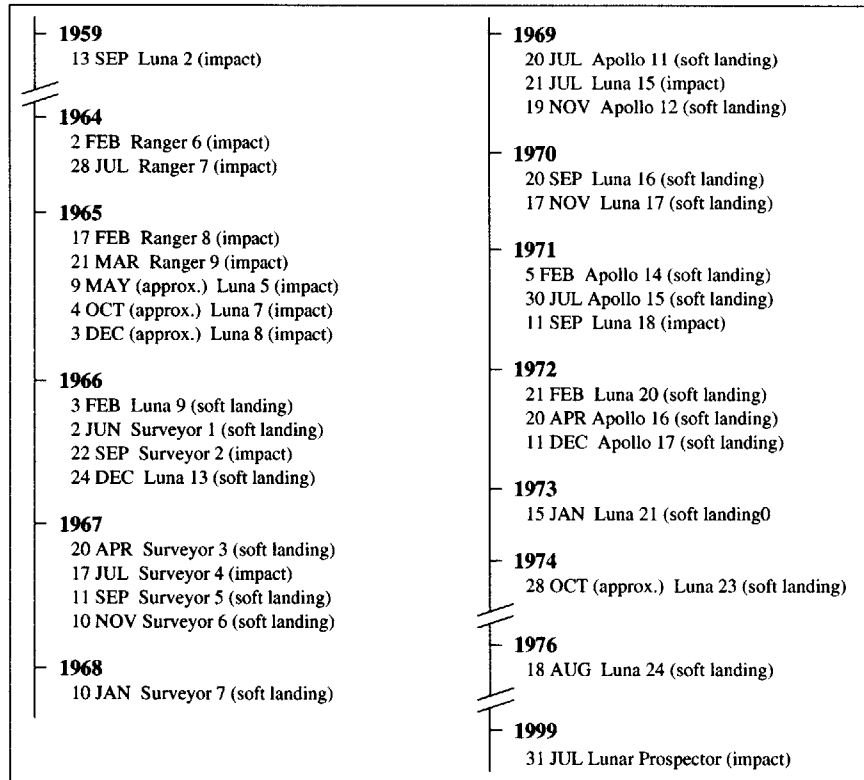 1959
13 SEP Luna 2 (impact)
1964
2 FEB Ranger 6 (impact)
28 JUL Ranger 7 (impact)
1965
17 FEB Ranger 8 (impact)
21 MAR Ranger 9 (impact)
9 MAY (approx.) Luna 5 (impact)
4 OCT (approx.) Luna 7 (impact)
3 DEC (approx.) Luna 8 (impact)
1966
3 FEB Luna 9 (soft landing)
2 JUN Surveyor 1 (soft landing)
22 SEP Surveyor 2 (impact)
24 DEC Luna 13 (soft landing)
1967
20 APR Surveyor 3 (soft landing)
17 JUL Surveyor 4 (impact)
11 SEP Surveyor 5 (soft landing)
10 NOV Surveyor 6 (soft landing)
1968
10 JAN Surveyor 7 (soft landing)
1969
20 JUL Apollo 11 (soft landing)
21 JUL Luna 15 (impact)
19 NOV Apollo 12 (soft landing)
1970
20 SEP Luna 16 (soft landing)
17 NOV Luna 17 (soft landing)
1971
5 FEB Apollo 14 (soft landing)
30 JUL Apollo 15 (soft landing)
11 SEP Luna 18 (impact)
1972
21 FEB Luna 20 (soft landing)
20 APR Apollo 16 (soft landing)
11 DEC Apollo 17 (soft landing)
1973
15 JAN Luna 21 (soft landing0
1974
28 OCT (approx.) Luna 23 (soft landing)
1976
18 AUG Luna 24 (soft landing)
1999
31 JUL Lunar Prospector (impact)